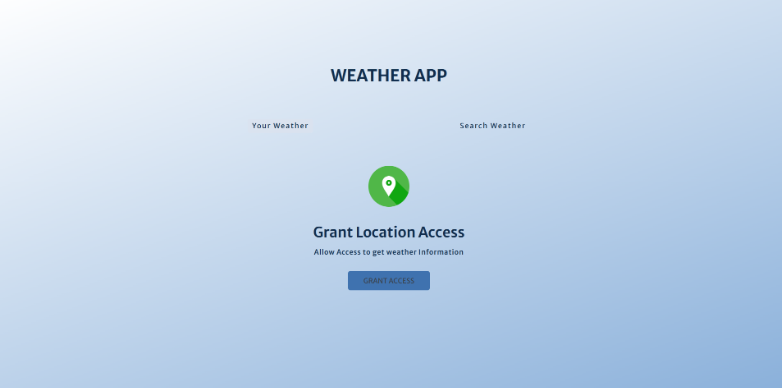 WEATHER APP
Your Weather
Search Weather
Grant Location Access
Allow Access to get weather Information
GRANT ACCESS